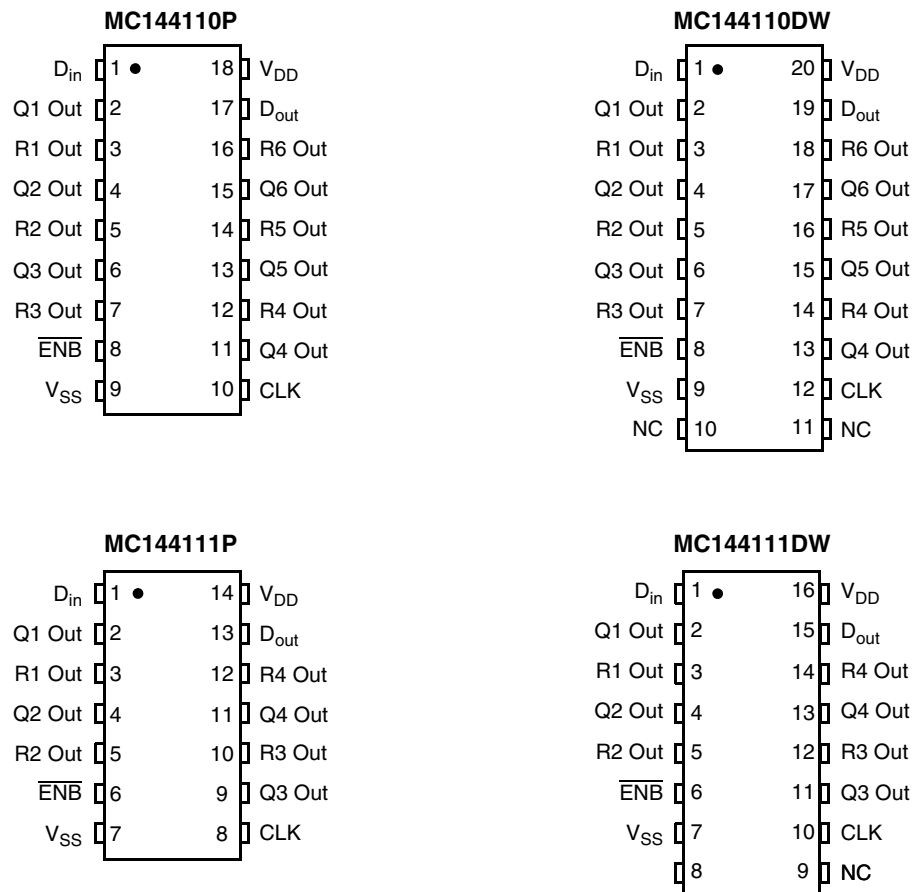 MC144110P
Din 1 18 VDD
Q1 Out 2 17 Dout
R1 Out 3 16 R6 Out
Q2 Out 4 15 Q6 Out
R2 Out 5 14 R5 Out
Q3 Out 6 13 Q5 Out
R3 Out 7 12 R4 Out
ENB 8 11 Q4 Out
VSS 9 10 CLK
MC144110DW
Din 1 20 VDD
Q1 Out 2 19 Dout
R1 Out 3 18 R6 Out
Q2 Out 4 17 Q6 Out
R2 Out 5 16 R5 Out
Q3 Out 6 15 Q5 Out
R3 Out 7 14 R4 Out
ENB 8 13 Q4 Out
VSS 9 12 CLK
NC 10 11 NC
MC144111P
Din 1 14 VDD
Q1 Out 2 13 Dout
R1 Out 3 12 R4 Out
Q2 Out 4 11 Q4 Out
R2 Out 5 10 R3 Out
ENB 6 9 Q3 Out
VSS 7 8 CLK
MC144111DW
Din 1 16 VDD
Q1 Out 2 15 Dout
R1 Out 3 14 R4 Out
Q2 Out 4 13 Q4 Out
R2 Out 5 12 R3 Out
ENB 6 11 Q3 Out
VSS 7 10 CLK
8 9 NC